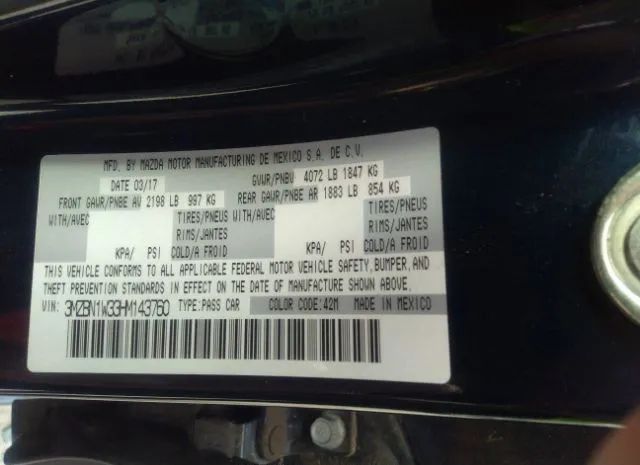 MFD. BY MAZDA MOTOR MANUFACTURING DE MEXICO S.A. DE C.V.
DATE 03/17 GVWR/PNBV 4072 LB 1847 KG
FRONT GAWR/PNBE AV 2198 LB 997 KG REAR GAWR/PNBE AR 1883 LB 854 KG
WITH/AVEC TIRES/PNEUS WITH/AVEC TIRES/PNEUS
RIMS/JANTES RIMS/JANTES
KPA/ PSI COLD/A FROID KPA/ PSI COLD/A FROID
THIS VEHICLE CONFORMS TO ALL APPLICABLE FEDERAL MOTOR VEHICLE SAFETY, BUMPER, AND
THEFT PREVENTION STANDARDS IN EFFECT ON THE DATE OF MANUFACTURE SHOWN ABOVE.
VIN: 3MZBN1W33HM143760 TYPE:PASS CAR COLOR CODE:42M MADE IN MEXICO